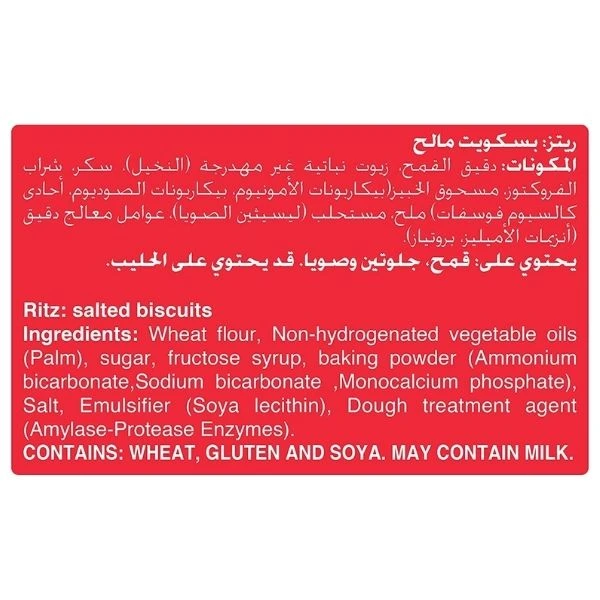 ريتز: بسكويت مالح
المكونات: دقيق القمح، زيوت نباتية غير مهدرجة (النخيل)، سكر، شراب
الفروكتوز، مسحوق الخبيز(بيكاربونات الأمونيوم، بيكاربونات الصوديوم، أحادى
كالسيوم فوسفات) ملح، مستحلب (ليسيثين الصويا)، عوامل معالج دقيق
(أنزمات الأميليز، بروتياز).
يحتوي على: قمح، جلوتين وصويا. قد يحتوي على الحليب.
Ritz: salted biscuits
Ingredients: Wheat flour, Non-hydrogenated vegetable oils
(Palm), sugar, fructose syrup, baking powder (Ammonium
bicarbonate,Sodium bicarbonate ,Monocalcium phosphate),
Salt, Emulsifier (Soya lecithin), Dough treatment agent
(Amylase-Protease Enzymes).
CONTAINS: WHEAT, GLUTEN AND SOYA. MAY CONTAIN MILK.